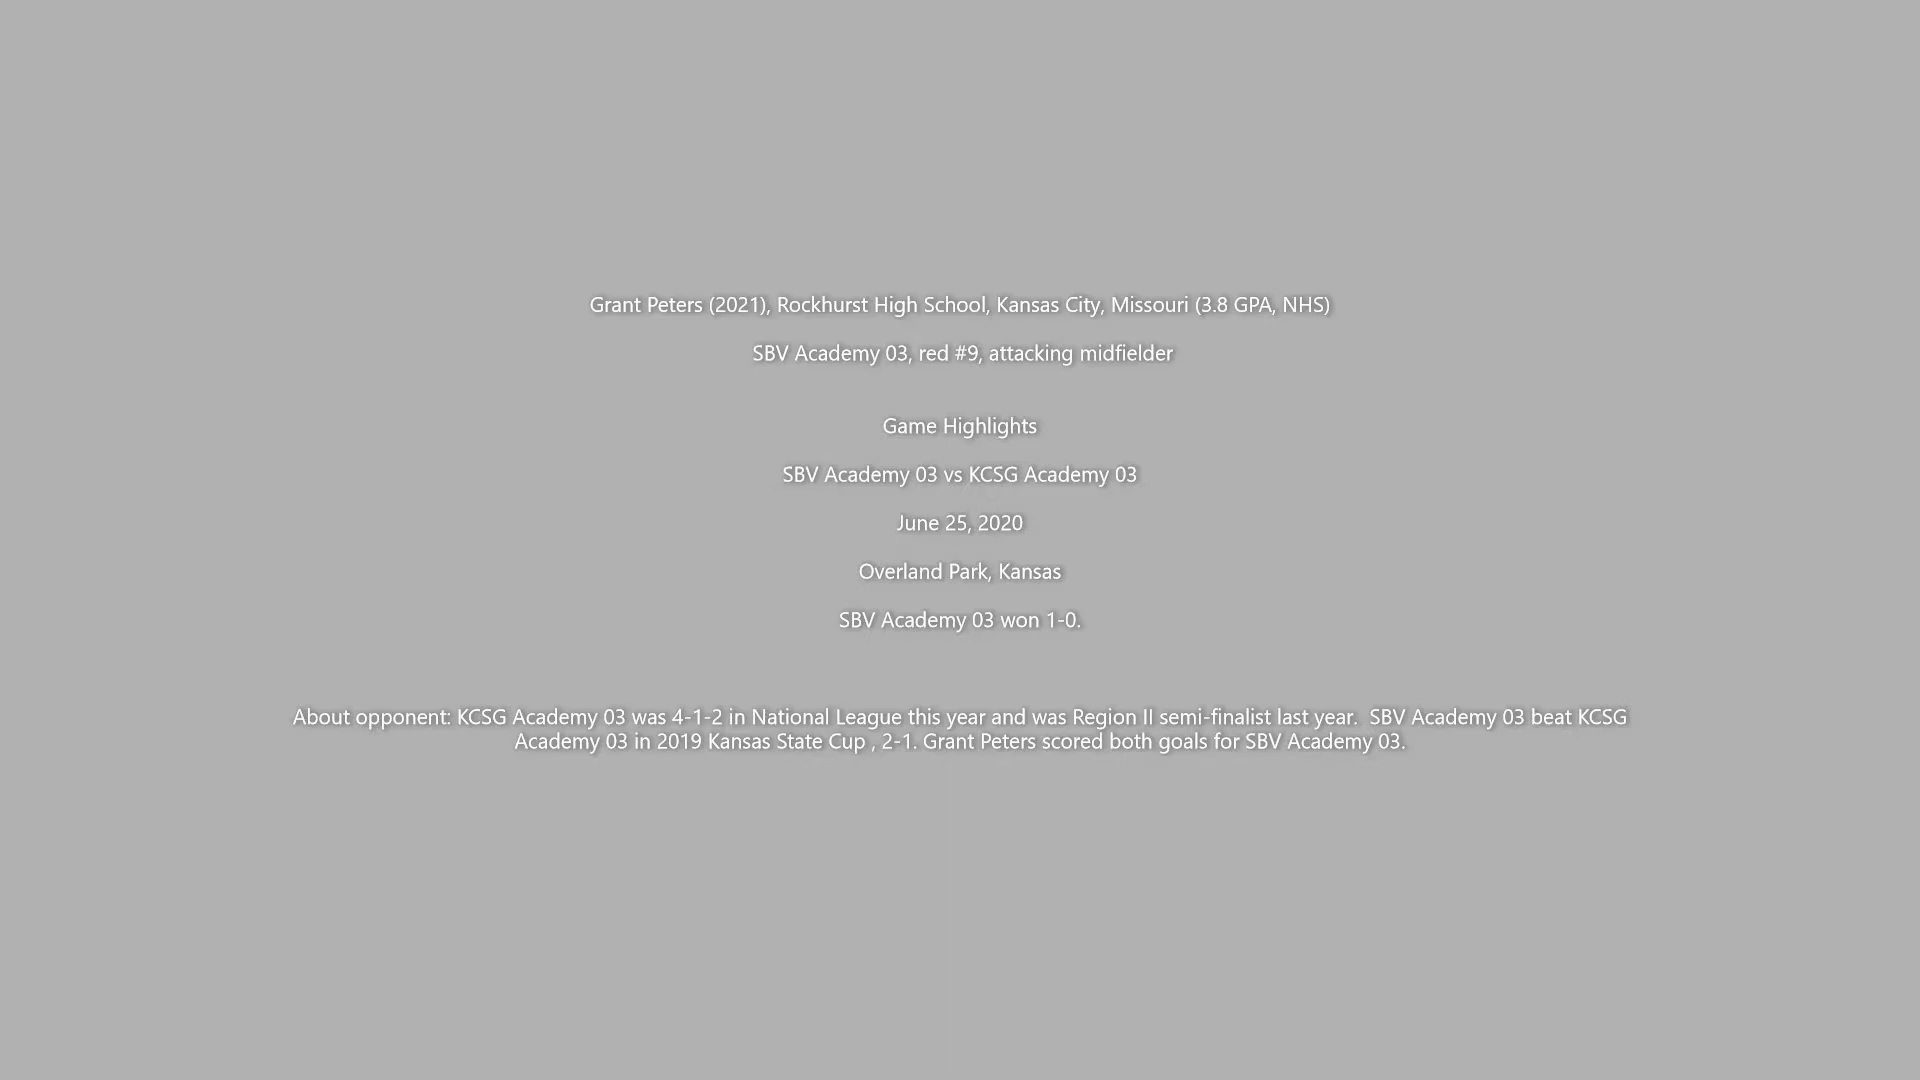 Grant Peters (2021), Rockhurst High School, Kansas City, Missouri (3.8 GPA, NHS)
SBV Academy 03, red #9, attacking midfielder
Game Highlights
SBV Academy 03 vs KCSG Academy 03
June 25, 2020
Overland Park, Kansas
SBV Academy 03 won 1-0.
About opponent: KCSG Academy 03 was 4-1-2 in National League this year and was Region II semi-finalist last year.  SBV Academy 03 beat KCSG
Academy 03 in 2019 Kansas State Cup , 2-1. Grant Peters scored both goals for SBV Academy 03.